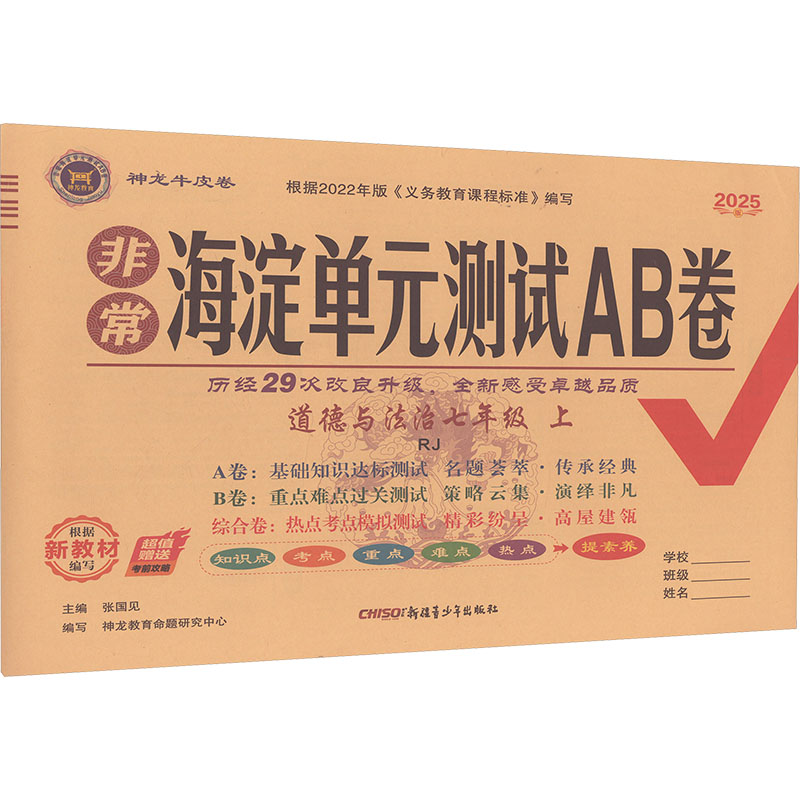 神龙教育
神龙牛皮卷
根据2022年版《义务教育课程标准》编写
2025
版
非常
海淀单元测试AB卷
历经29次改良升级，全新感受卓越品质
道德与法治七年级 上
RJ
A卷：基础知识达标测试 名题荟萃·传承经典
B卷：重点难点过关测试 策略云集·演绎非凡
综合卷：热点考点模拟测试 精彩纷呈·高屋建瓴
根据
新教材
编写
超值
赠送
考前攻略
知识点 考点 重点 难点 热点 提素养
学校
班级
姓名
主编 张国见
编写 神龙教育命题研究中心
CHISO 新疆青少年出版社